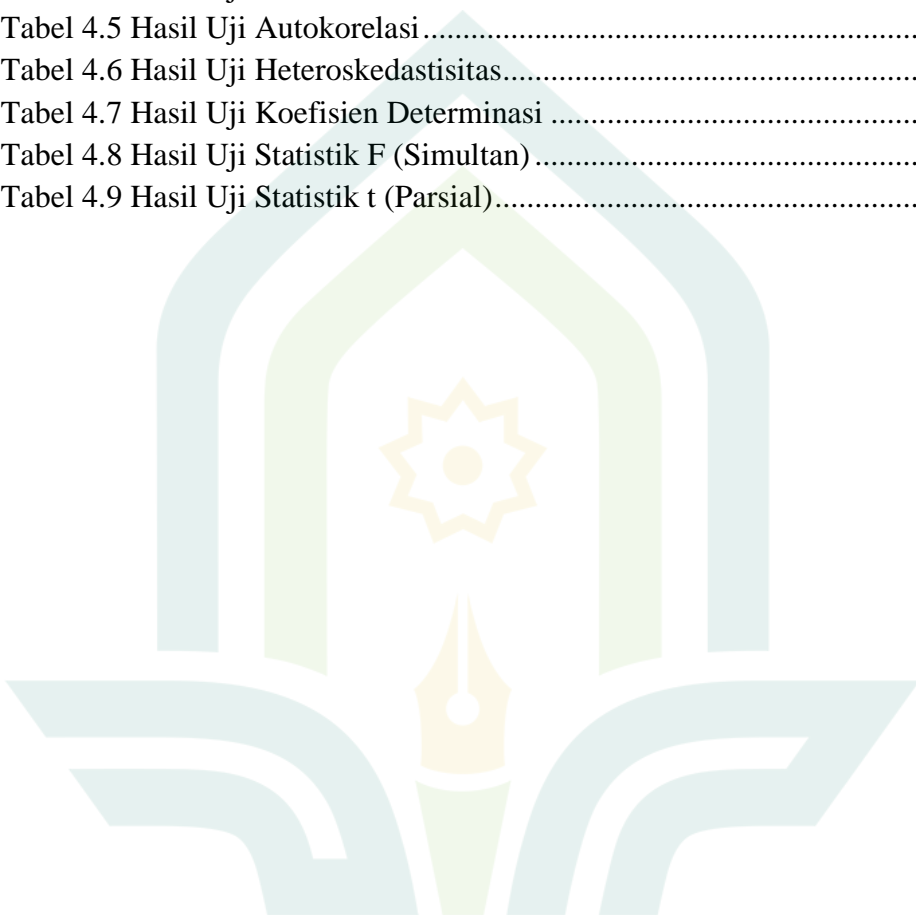 Tabel 4.5 Hasil Uji Autokorelasi........................................................................
Tabel 4.6 Hasil Uji Heteroskedastisitas............................................................
Tabel 4.7 Hasil Uji Koefisien Determinasi .....................................................
Tabel 4.8 Hasil Uji Statistik F (Simultan)........................................................
Tabel 4.9 Hasil Uji Statistik t (Parsial).............................................................